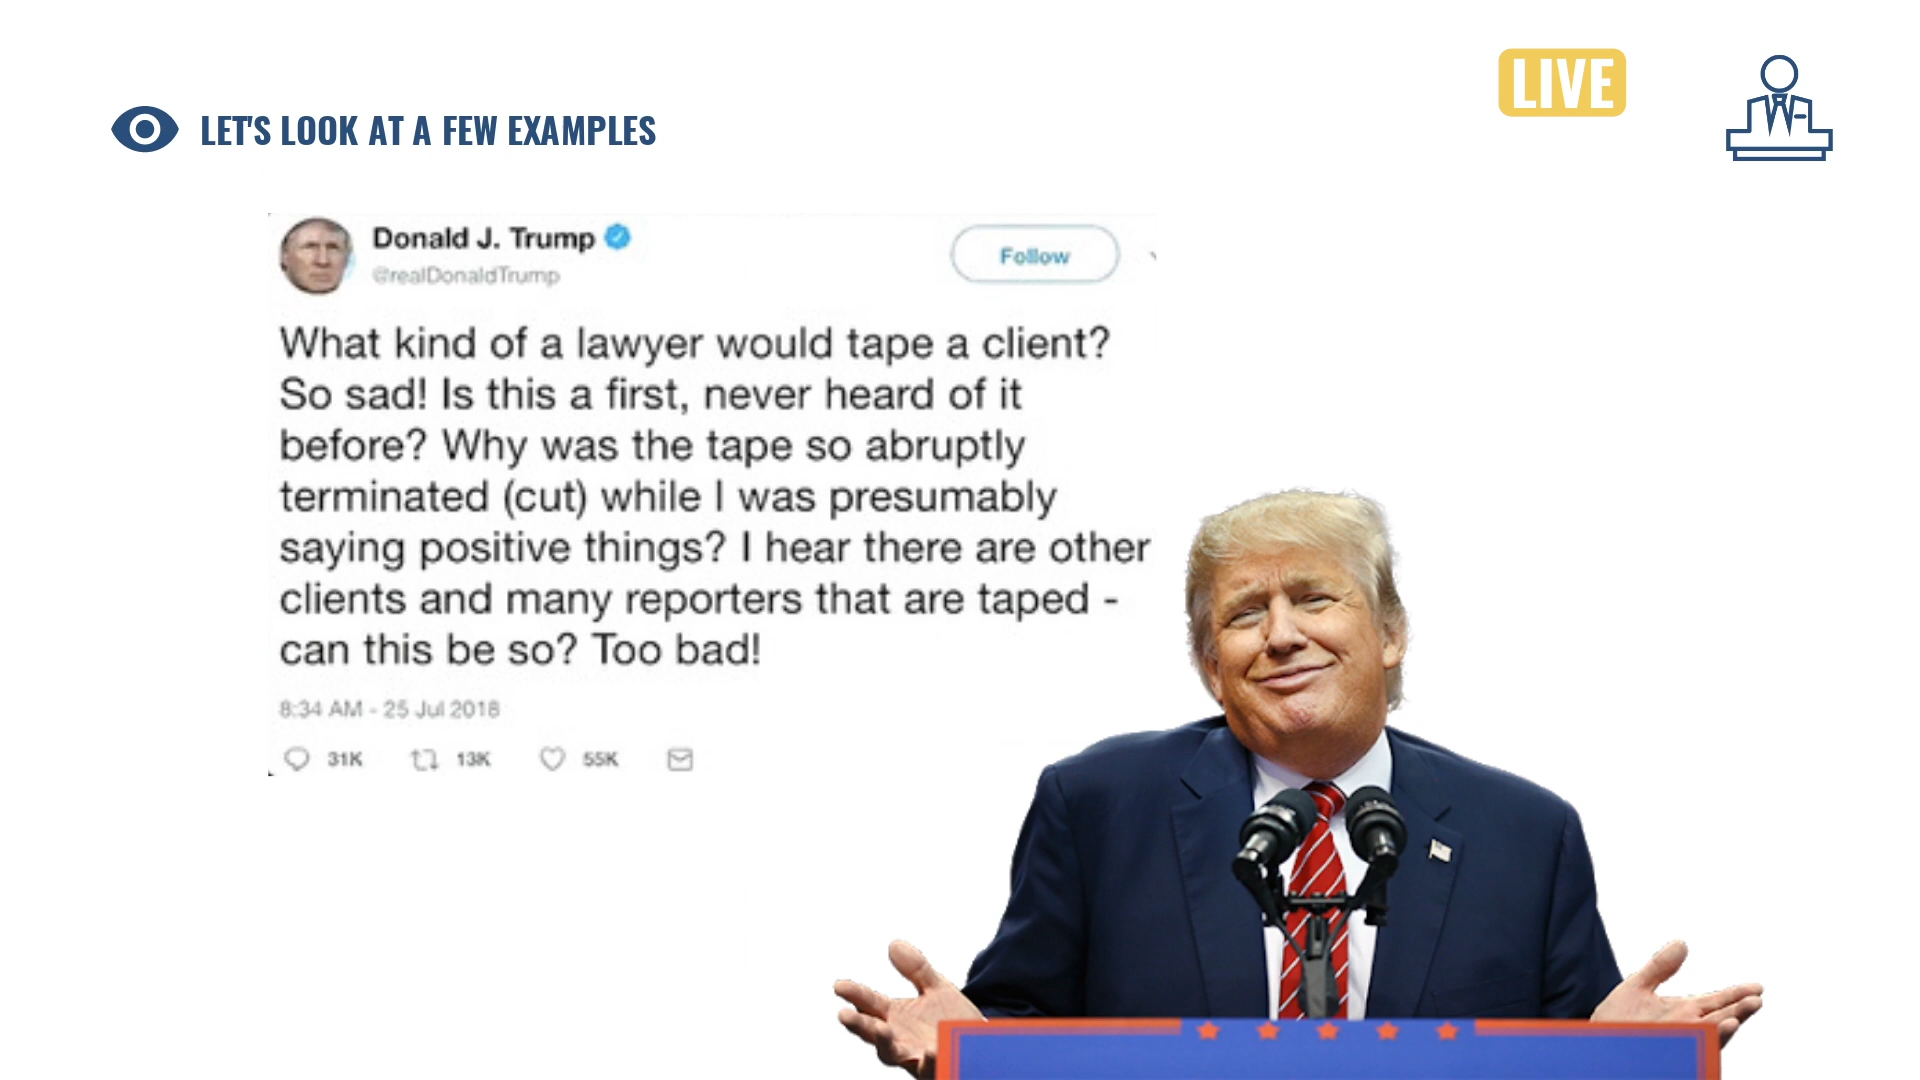 LIVE
LET'S LOOK AT A FEW EXAMPLES
Donald J. Trump
@realDonaldTrump
Follow
What kind of a lawyer would tape a client?
So sad! Is this a first, never heard of it
before? Why was the tape so abruptly
terminated (cut) while I was presumably
saying positive things? I hear there are other
clients and many reporters that are taped -
can this be so? Too bad!
8:34 AM - 25 Jul 2018
31K 13K 55K